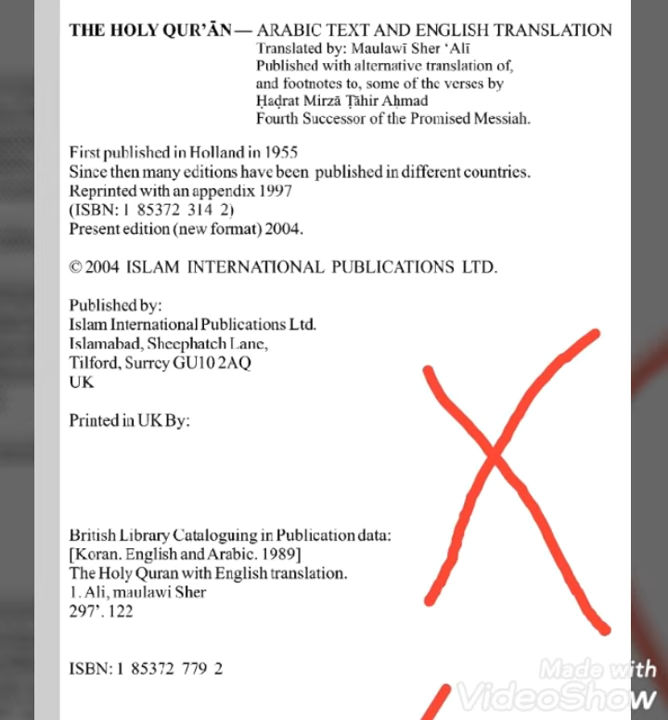 THE HOLY QUR’ĀN — ARABIC TEXT AND ENGLISH TRANSLATION
Translated by: Maulawī Sher ‘Alī
Published with alternative translation of,
and footnotes to, some of the verses by
Ḥaḍrat Mirzā Ṭāhir Aḥmad
Fourth Successor of the Promised Messiah.
First published in Holland in 1955
Since then many editions have been published in different countries.
Reprinted with an appendix 1997
(ISBN: 1 85372 314 2)
Present edition (new format) 2004.
© 2004 ISLAM INTERNATIONAL PUBLICATIONS LTD.
Published by:
Islam International Publications Ltd.
Islamabad, Sheephatch Lane,
Tilford, Surrey GU10 2AQ
UK
Printed in UK By:
British Library Cataloguing in Publication data:
[Koran. English and Arabic. 1989]
The Holy Quran with English translation.
1. Ali, maulawi Sher
297’. 122
ISBN: 1 85372 779 2
Made with
VideoShow